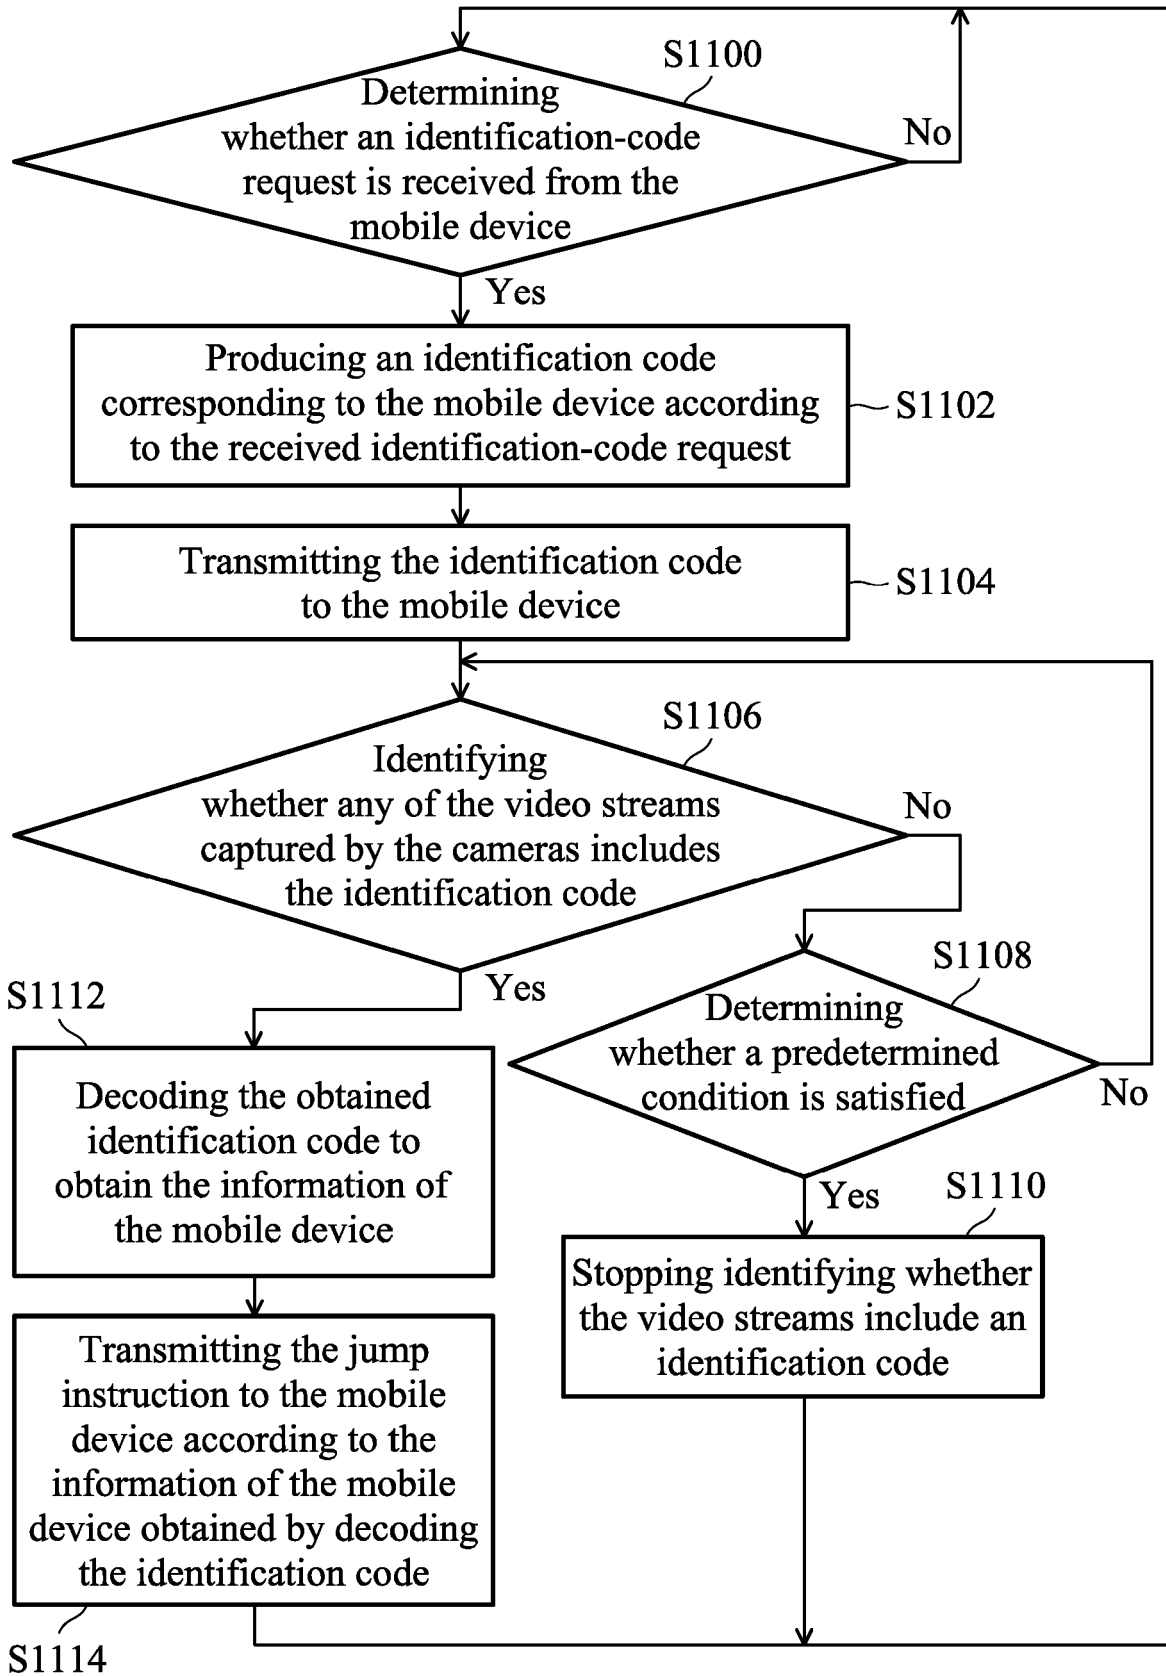 S1100
Determining
whether an identification-code
request is received from the
mobile device
No
Yes
Producing an identification code
corresponding to the mobile device according
to the received identification-code request
S1102
Transmitting the identification code
to the mobile device
S1104
S1106
Identifying
whether any of the video streams
captured by the cameras includes
the identification code
No
Yes
S1108
Determining
whether a predetermined
condition is satisfied
No
Yes
S1110
Stopping identifying whether
the video streams include an
identification code
S1112
Decoding the obtained
identification code to
obtain the information of
the mobile device
Transmitting the jump
instruction to the mobile
device according to the
information of the mobile
device obtained by decoding
the identification code
S1114